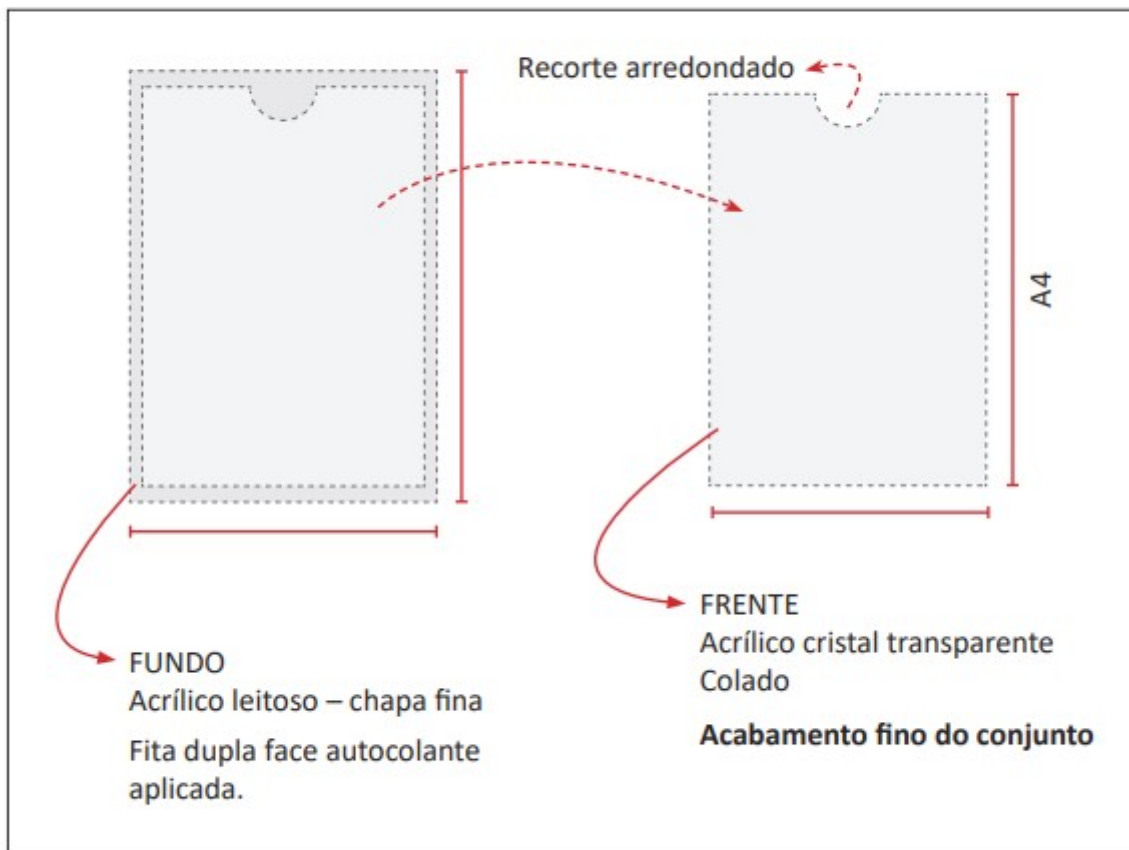 Recorte arredondado
A4
FUNDO
Acrílico leitoso – chapa fina
Fita dupla face autocolante
aplicada.
FRENTE
Acrílico cristal transparente
Colado
Acabamento fino do conjunto